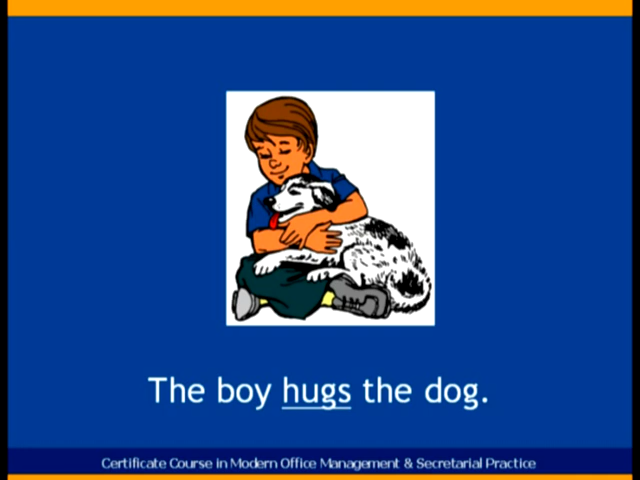 The boy hugs the dog.
Certificate Course in Modern Office Management & Secretarial Practice